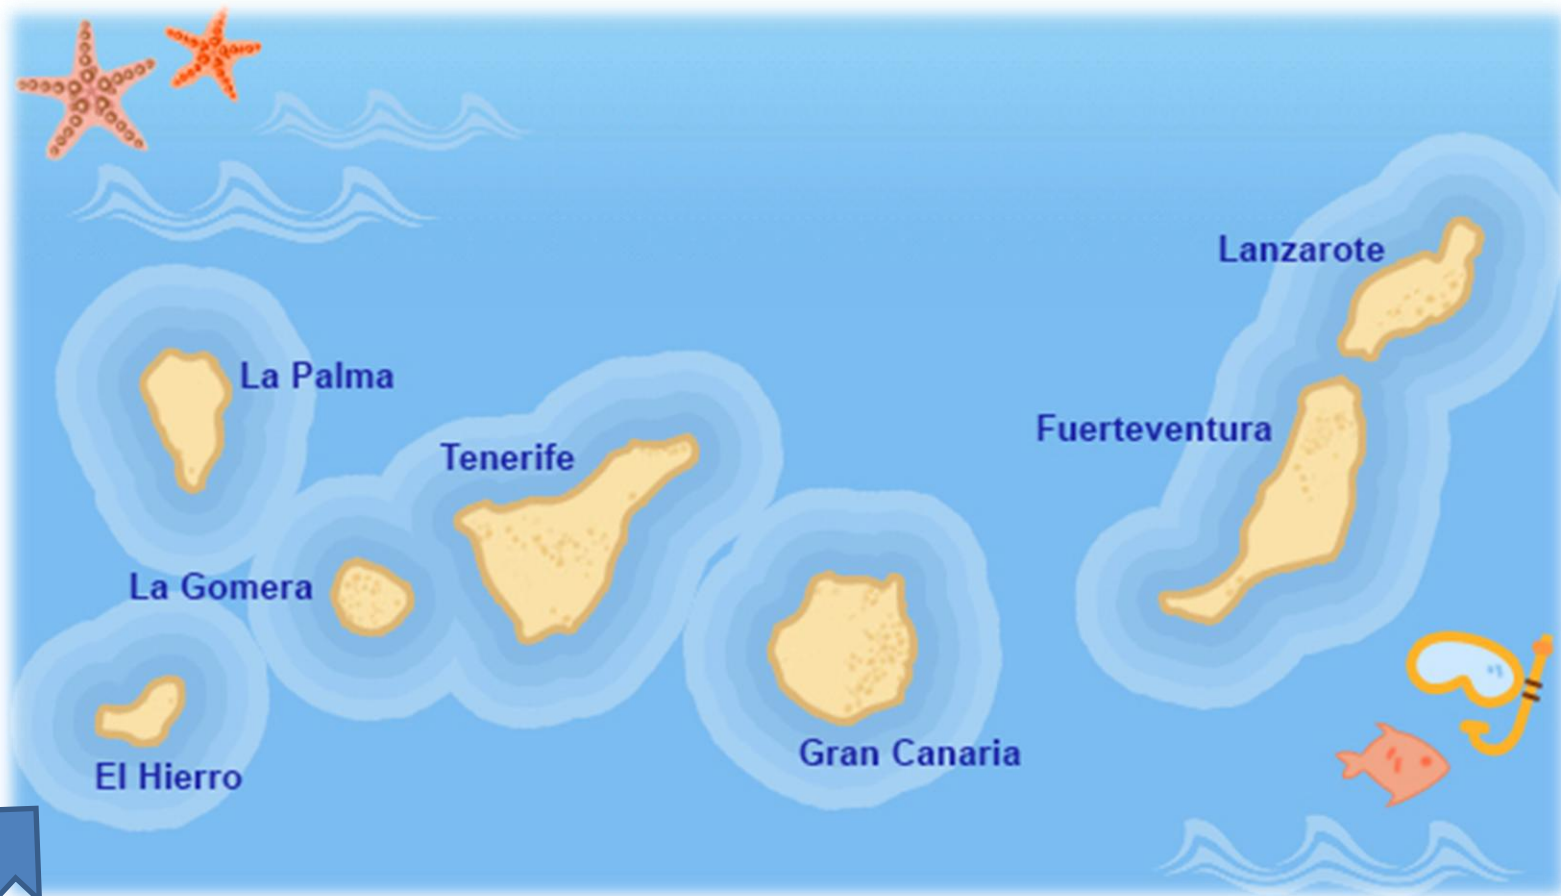 Lanzarote
La Palma
Fuerteventura
Tenerife
La Gomera
Gran Canaria
El Hierro